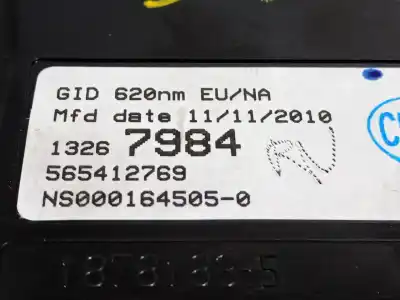 GID 620nm EU/NA
Mfd date 11/11/2010
1326 7984
565412769
NS000164505-0